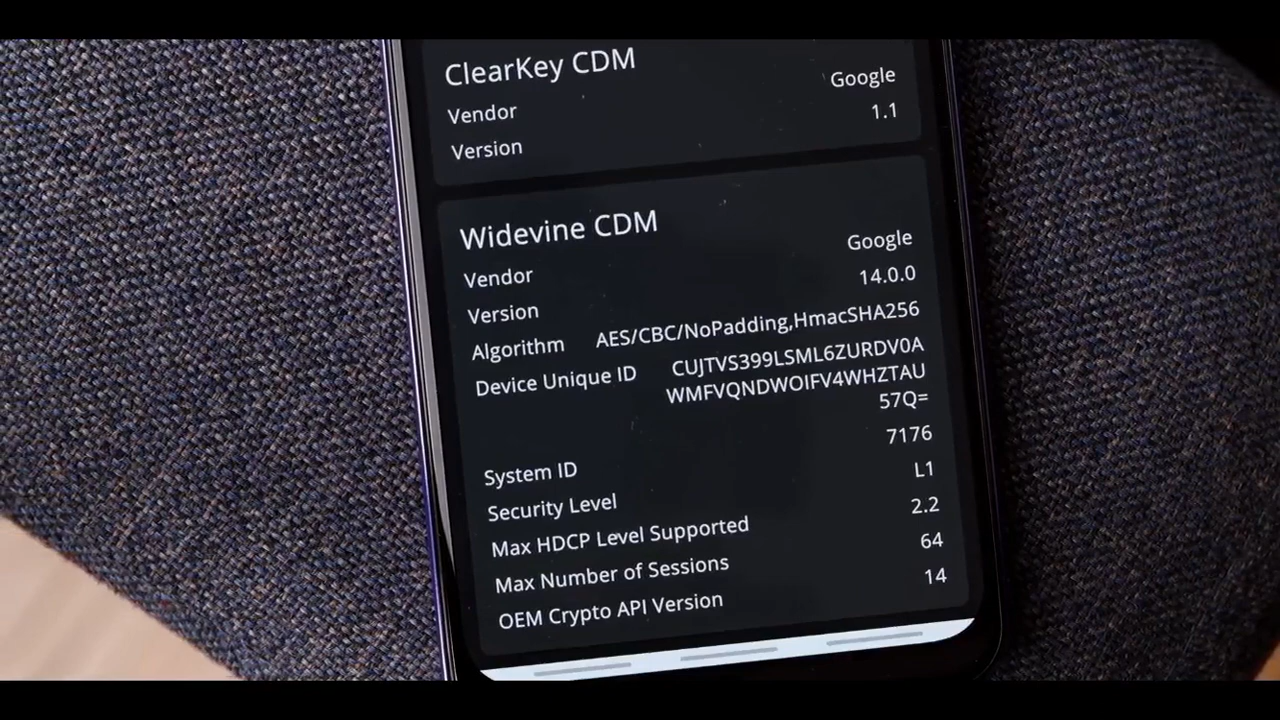 ClearKey CDM
Vendor Google
Version 1.1
Widevine CDM
Vendor Google
Version 14.0.0
Algorithm AES/CBC/NoPadding,HmacSHA256
Device Unique ID CUJTVS399LSML6ZURDV0A
WMFVQNDWOIFV4WHZTAU
57Q=
System ID 7176
Security Level L1
Max HDCP Level Supported 2.2
Max Number of Sessions 64
OEM Crypto API Version 14